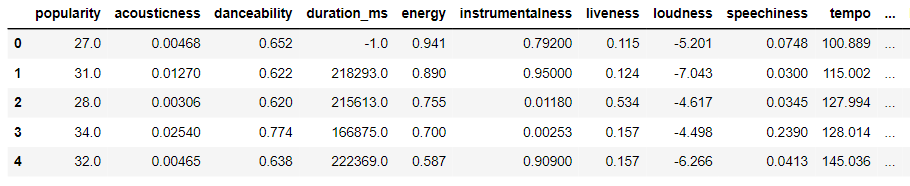 popularity acousticness danceability duration_ms energy instrumentalness liveness loudness speechiness tempo ...
0 27.0 0.00468 0.652 -1.0 0.941 0.79200 0.115 -5.201 0.0748 100.889 ...
1 31.0 0.01270 0.622 218293.0 0.890 0.95000 0.124 -7.043 0.0300 115.002 ...
2 28.0 0.00306 0.620 215613.0 0.755 0.01180 0.534 -4.617 0.0345 127.994 ...
3 34.0 0.02540 0.774 166875.0 0.700 0.00253 0.157 -4.498 0.2390 128.014 ...
4 32.0 0.00465 0.638 222369.0 0.587 0.90900 0.157 -6.266 0.0413 145.036 ...